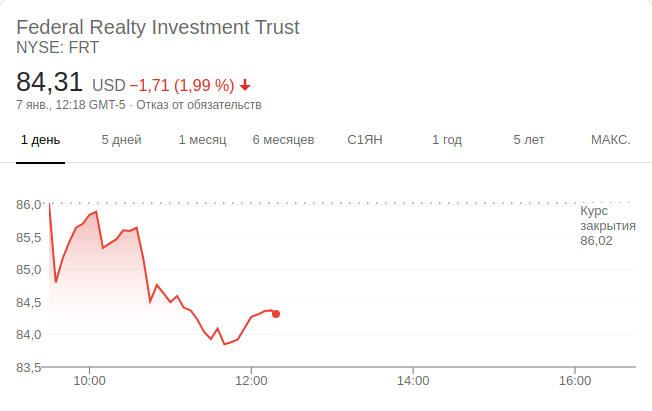 Federal Realty Investment Trust
NYSE: FRT
84,31 USD −1,71 (1,99 %)
7 янв., 12:18 GMT-5 · Отказ от обязательств
1 день 5 дней 1 месяц 6 месяцев С1ЯН 1 год 5 лет МАКС.
86,0
85,5
85,0
84,5
84,0
83,5
Курс
закрытия
86,02
10:00 12:00 14:00 16:00